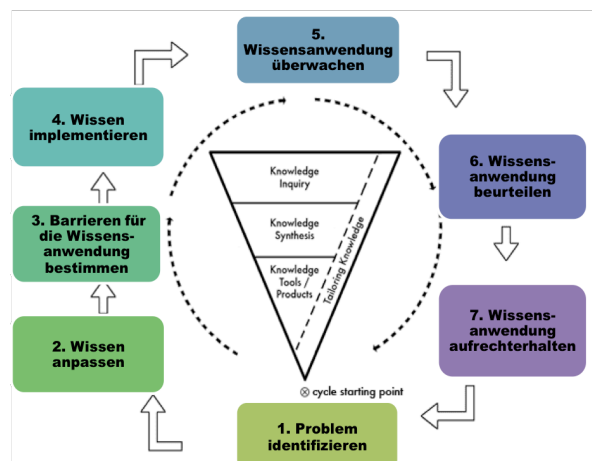 5.
Wissensanwendung
überwachen
4. Wissen
implementieren
6. Wissens-
anwendung
beurteilen
3. Barrieren für
die Wissens-
anwendung
bestimmen
7. Wissens-
anwendung
aufrechterhalten
2. Wissen
anpassen
1. Problem
identifizieren
Knowledge
Inquiry
Knowledge
Synthesis
Knowledge
Tools /
Products
Tailoring Knowledge
⊗ cycle starting point